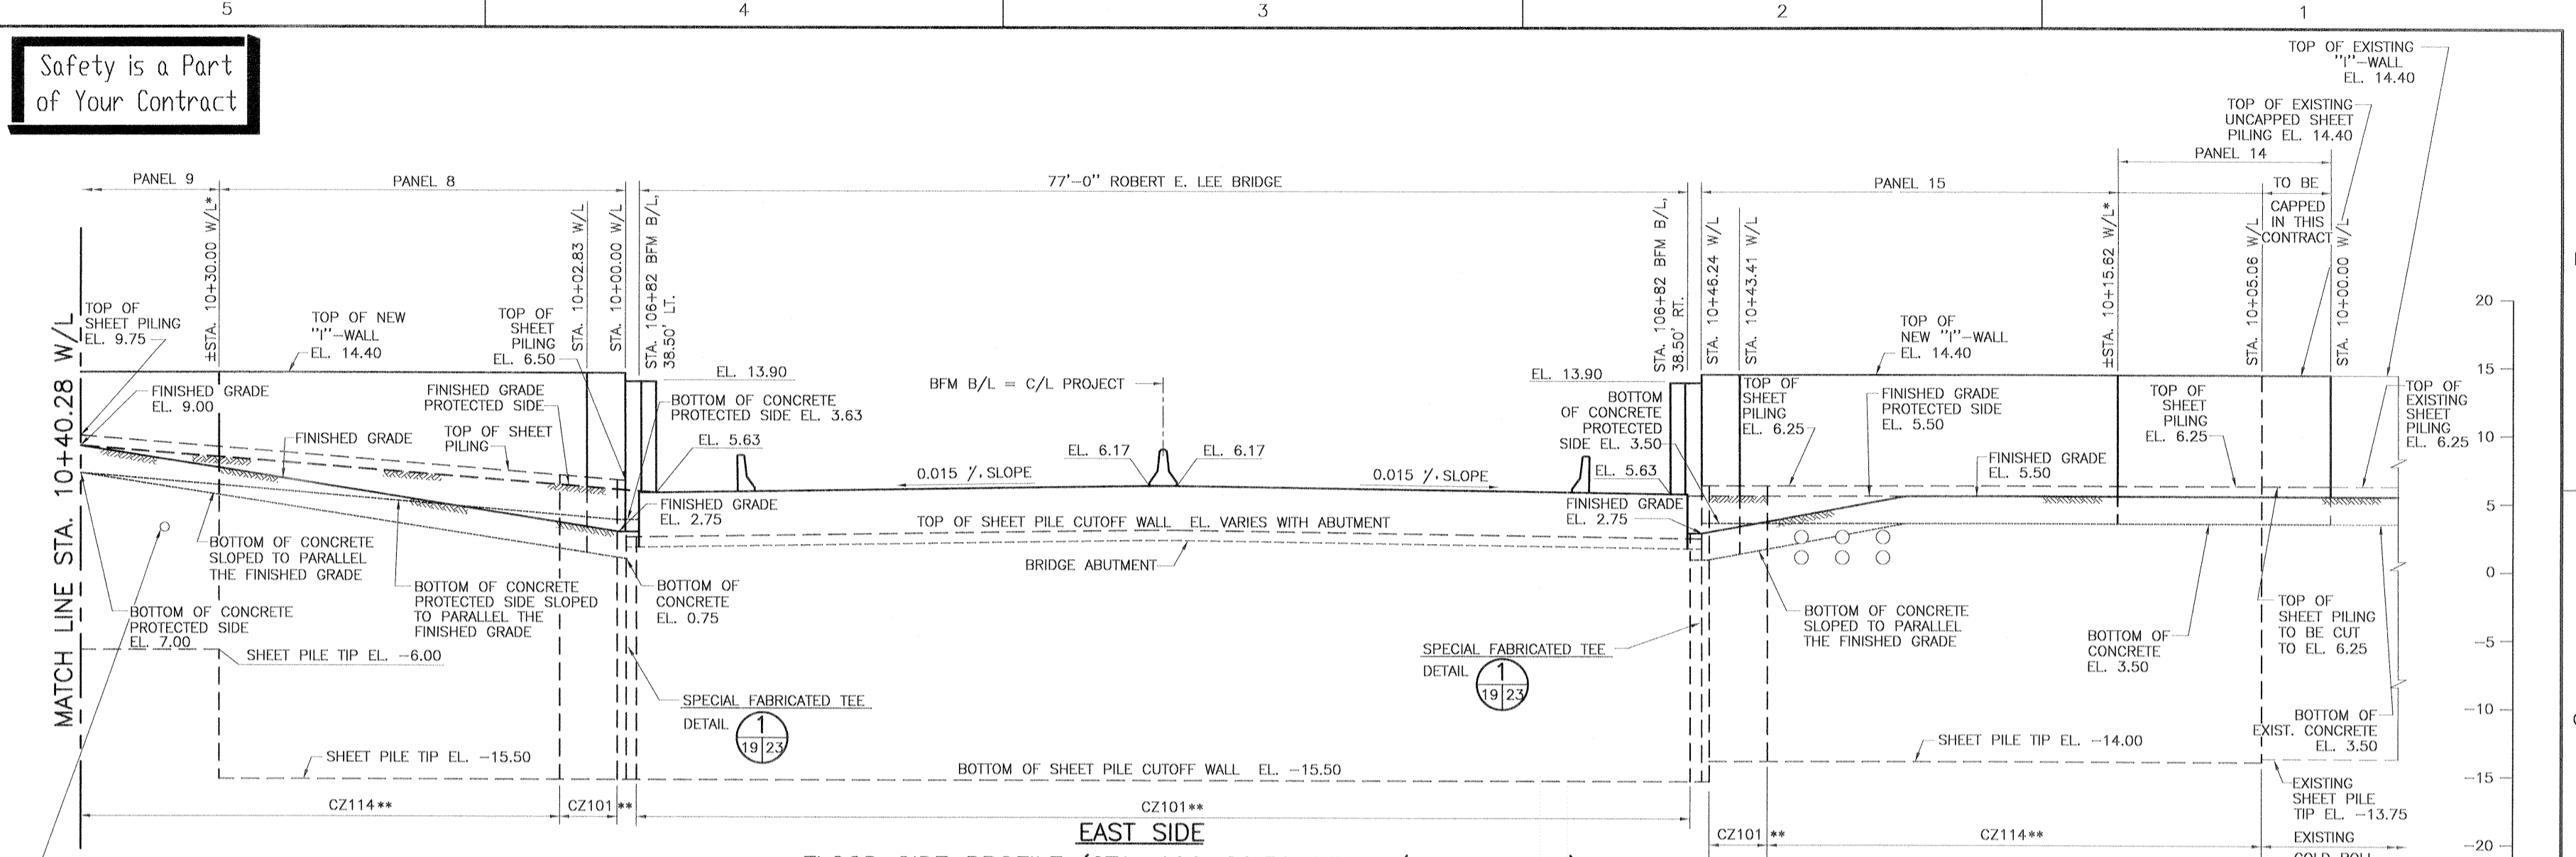 5 4 3 2 1
Safety is a Part
of Your Contract
TOP OF EXISTING
"I"-WALL
EL. 14.40
TOP OF EXISTING
UNCAPPED SHEET
PILING EL. 14.40
PANEL 14
PANEL 9
PANEL 8
77'-0" ROBERT E. LEE BRIDGE
PANEL 15
TO BE
CAPPED
IN THIS
CONTRACT
MATCH LINE STA. 10+40.28 W/L
±STA. 10+30.00 W/L*
STA. 10+02.83 W/L
STA. 10+00.00 W/L
STA. 106+82 BFM B/L,
38.50' LT.
STA. 106+82 BFM B/L,
38.50' RT.
STA. 10+46.24 W/L
STA. 10+43.41 W/L
±STA. 10+15.62 W/L*
STA. 10+05.06 W/L
STA. 10+00.00 W/L
TOP OF
SHEET PILING
EL. 9.75
TOP OF NEW
"I"-WALL
EL. 14.40
TOP OF
SHEET
PILING
EL. 6.50
FINISHED GRADE
EL. 9.00
FINISHED GRADE
PROTECTED SIDE
FINISHED GRADE
TOP OF SHEET
PILING
EL. 13.90
BOTTOM OF CONCRETE
PROTECTED SIDE EL. 3.63
EL. 5.63
BFM B/L = C/L PROJECT
EL. 6.17
EL. 6.17
0.015 ⁄, SLOPE
0.015 ⁄, SLOPE
EL. 13.90
BOTTOM
OF CONCRETE
PROTECTED
SIDE EL. 3.50
EL. 5.63
FINISHED GRADE
EL. 2.75
TOP OF
SHEET
PILING
EL. 6.25
TOP OF
NEW "I"-WALL
EL. 14.40
FINISHED GRADE
PROTECTED SIDE
EL. 5.50
FINISHED GRADE
EL. 5.50
TOP OF
SHEET
PILING
EL. 6.25
TOP OF
EXISTING
SHEET
PILING
EL. 6.25
FINISHED GRADE
EL. 2.75
TOP OF SHEET PILE CUTOFF WALL EL. VARIES WITH ABUTMENT
BRIDGE ABUTMENT
BOTTOM OF CONCRETE
SLOPED TO PARALLEL
THE FINISHED GRADE
BOTTOM OF CONCRETE
PROTECTED SIDE SLOPED
TO PARALLEL THE
FINISHED GRADE
BOTTOM OF
CONCRETE
EL. 0.75
BOTTOM OF CONCRETE
PROTECTED SIDE
EL. 7.00
SHEET PILE TIP EL. -6.00
SPECIAL FABRICATED TEE
DETAIL 1
19 23
SPECIAL FABRICATED TEE
DETAIL 1
19 23
BOTTOM OF CONCRETE
SLOPED TO PARALLEL
THE FINISHED GRADE
BOTTOM OF
CONCRETE
EL. 3.50
TOP OF
SHEET PILING
TO BE CUT
TO EL. 6.25
BOTTOM OF
EXIST. CONCRETE
EL. 3.50
SHEET PILE TIP EL. -15.50
BOTTOM OF SHEET PILE CUTOFF WALL EL. -15.50
SHEET PILE TIP EL. -14.00
EXISTING
SHEET PILE
TIP EL. -13.75
20
15
10
5
0
-5
-10
-15
-20
CZ114**
CZ101**
CZ101**
CZ101**
CZ114**
EXISTING
EAST SIDE